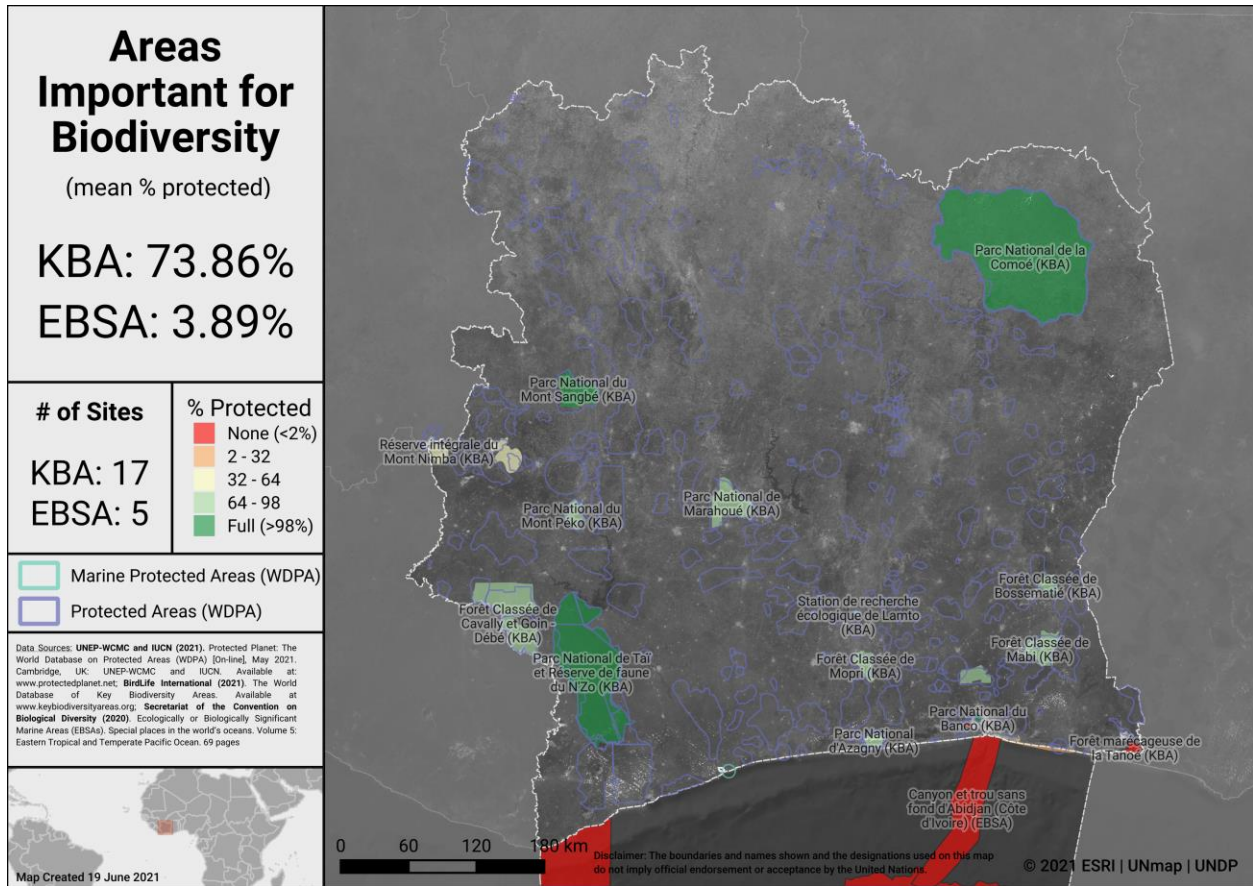 Areas
Important for
Biodiversity
(mean % protected)
KBA: 73.86%
EBSA: 3.89%
# of Sites
KBA: 17
EBSA: 5
% Protected
None (<2%)
2 - 32
32 - 64
64 - 98
Full (>98%)
Marine Protected Areas (WDPA)
Protected Areas (WDPA)
Data Sources: UNEP-WCMC and IUCN (2021). Protected Planet: The
World Database on Protected Areas (WDPA) [On-line], May 2021.
Cambridge, UK: UNEP-WCMC and IUCN. Available at:
www.protectedplanet.net; BirdLife International (2021). The World
Database of Key Biodiversity Areas. Available at
www.keybiodiversityareas.org; Secretariat of the Convention on
Biological Diversity (2020). Ecologically or Biologically Significant
Marine Areas (EBSAs). Special places in the world's oceans. Volume 5:
Eastern Tropical and Temperate Pacific Ocean. 69 pages
Map Created 19 June 2021
Parc National de la
Comoé (KBA)
Parc National du
Mont Sangbé (KBA)
Réserve intégrale du
Mont Nimba (KBA)
Parc National du
Mont Péko (KBA)
Parc National de
Marahoué (KBA)
Forêt Classée de
Cavally et Goin -
Débé (KBA)
Parc National de Taï
et Réserve de faune
du N'Zo (KBA)
Station de recherche
écologique de Lamto
(KBA)
Forêt Classée de
Bossematié (KBA)
Forêt Classée de
Mopri (KBA)
Forêt Classée de
Mabi (KBA)
Parc National du
Banco (KBA)
Parc National
d'Azagny (KBA)
Forêt marécageuse de
la Tanoé (KBA)
Canyon et trou sans
fond d'Abidjan (Côte
d'Ivoire) (EBSA)
0 60 120 180 km
Disclaimer: The boundaries and names shown and the designations used on this map
do not imply official endorsement or acceptance by the United Nations.
© 2021 ESRI | UNmap | UNDP